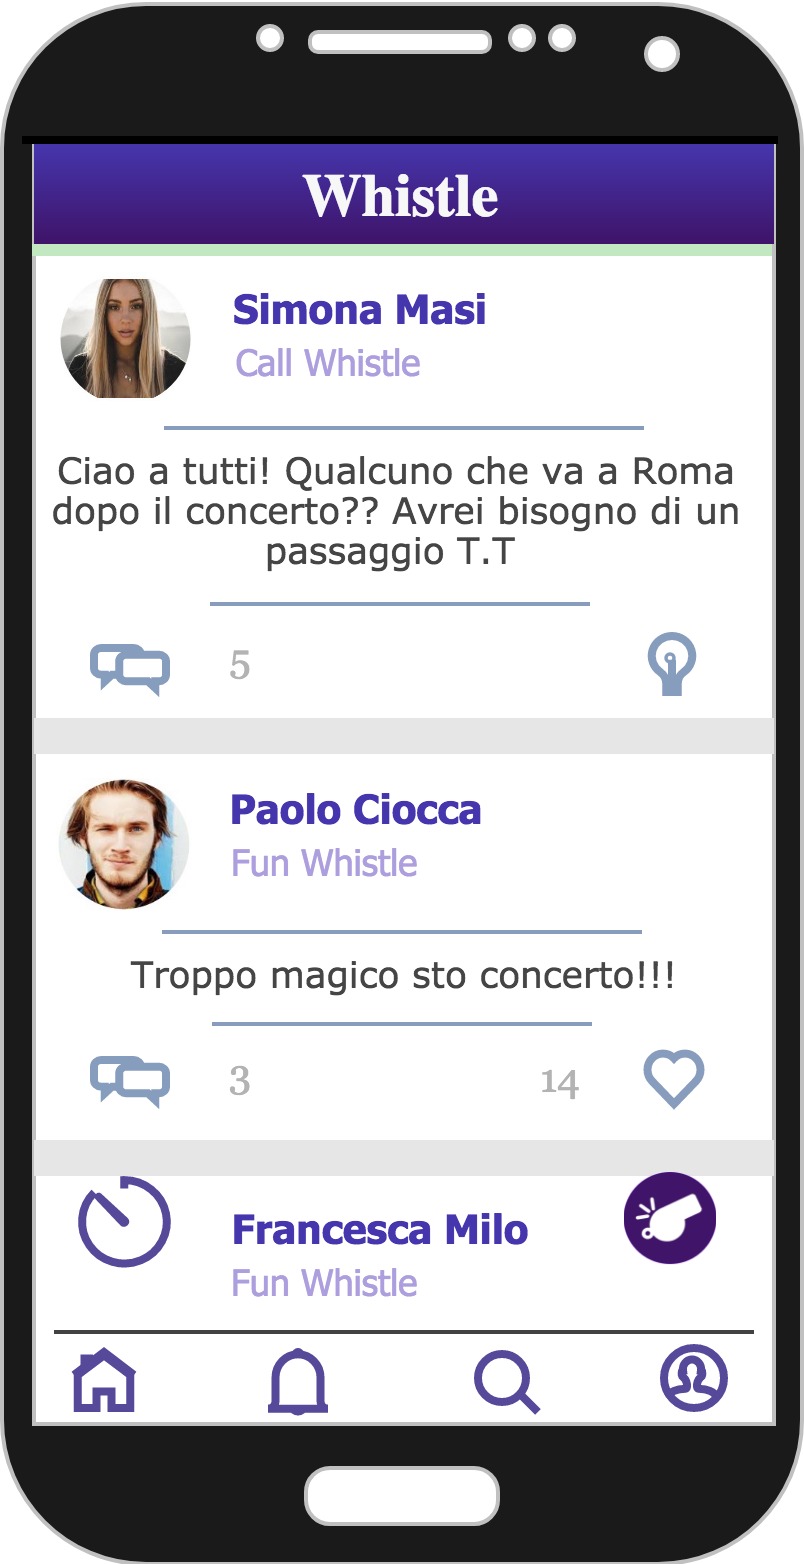 Whistle
Simona Masi
Call Whistle
Ciao a tutti! Qualcuno che va a Roma
dopo il concerto?? Avrei bisogno di un
passaggio T.T
5
Paolo Ciocca
Fun Whistle
Troppo magico sto concerto!!!
3 14
Francesca Milo
Fun Whistle